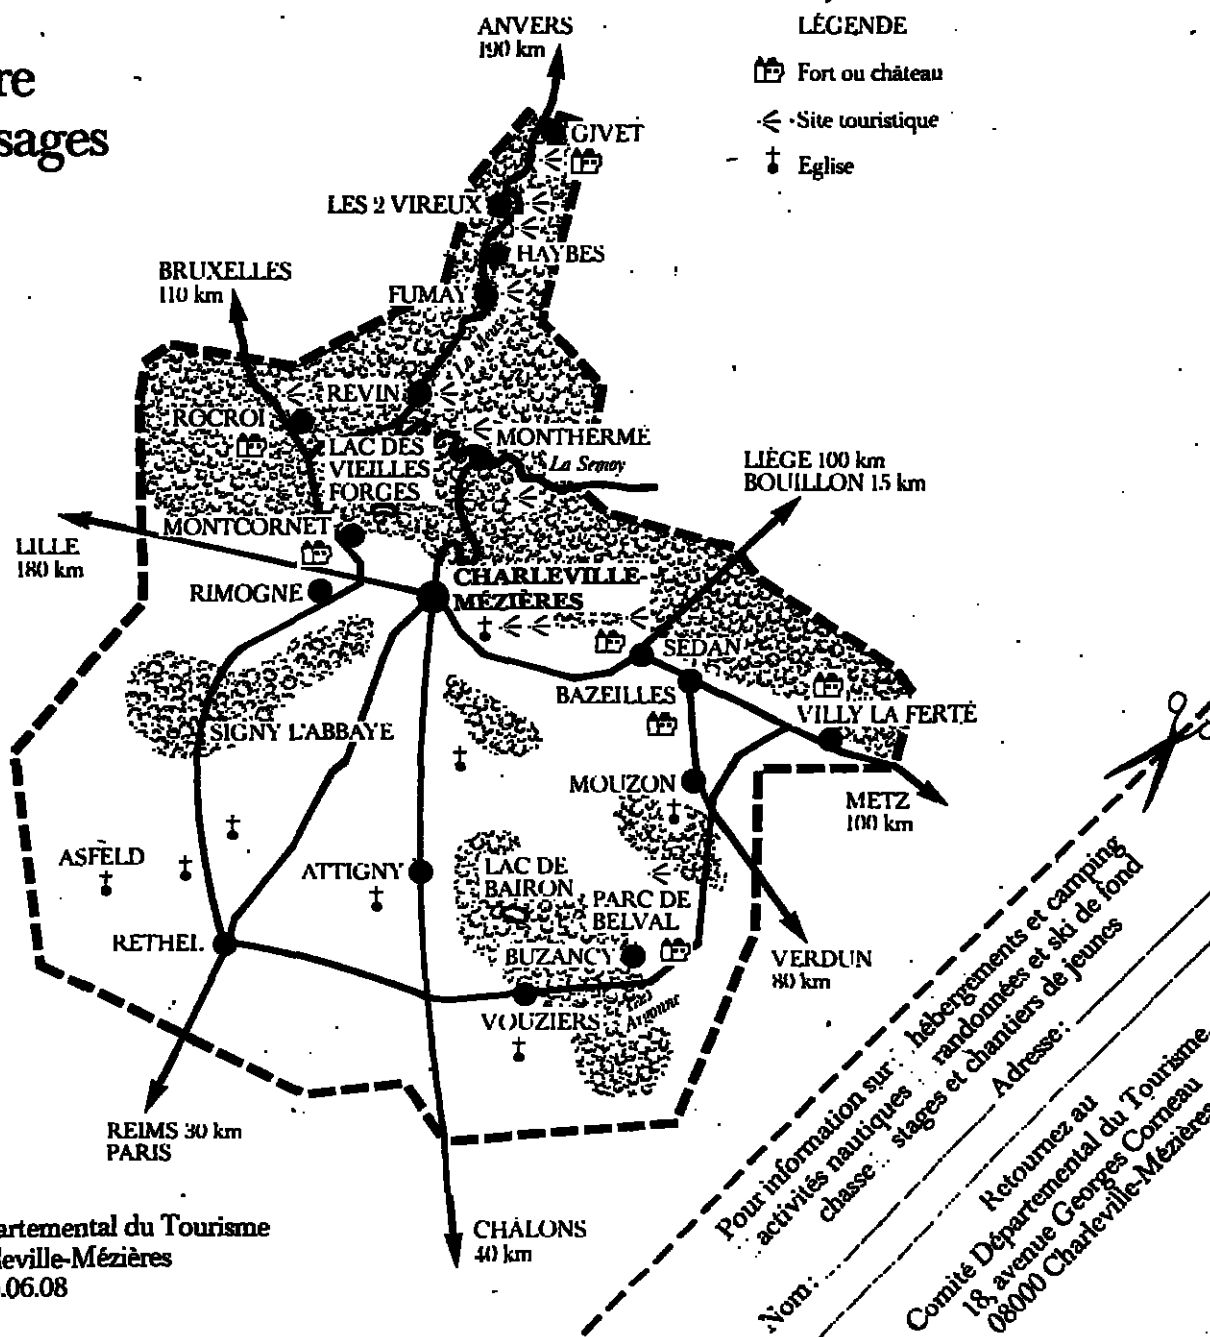 re
sages
ANVERS
190 km
LÉGENDE
Fort ou château
Site touristique
Eglise
GIVET
LES 2 VIREUX
HAYBES
BRUXELLES
110 km
FUMAY
La Meuse
REVIN
ROCROI
MONTHERMÉ
La Semoy
LAC DES
VIEILLES
FORGES
LIÈGE 100 km
BOUILLON 15 km
MONTCORNET
LILLE
180 km
RIMOGNE
CHARLEVILLE-
MÉZIÈRES
SEDAN
BAZEILLES
VILLY LA FERTÉ
SIGNY L'ABBAYE
MOUZON
METZ
100 km
ASFELD
ATTIGNY
LAC DE
BAIRON
PARC DE
BELVAL
RETHEL
BUZANCY
VERDUN
80 km
VOUZIERS
Argonne
REIMS 30 km
PARIS
CHÂLONS
40 km
artemental du Tourisme
leville-Mézières
.06.08
Pour information sur : hébergements et camping
activités nautiques randonnées et ski de fond
chasse stages et chantiers de jeunes
Nom : Adresse :
Retournez au
Comité Départemental du Tourisme
18, avenue Georges Corneau
08000 Charleville-Mézières